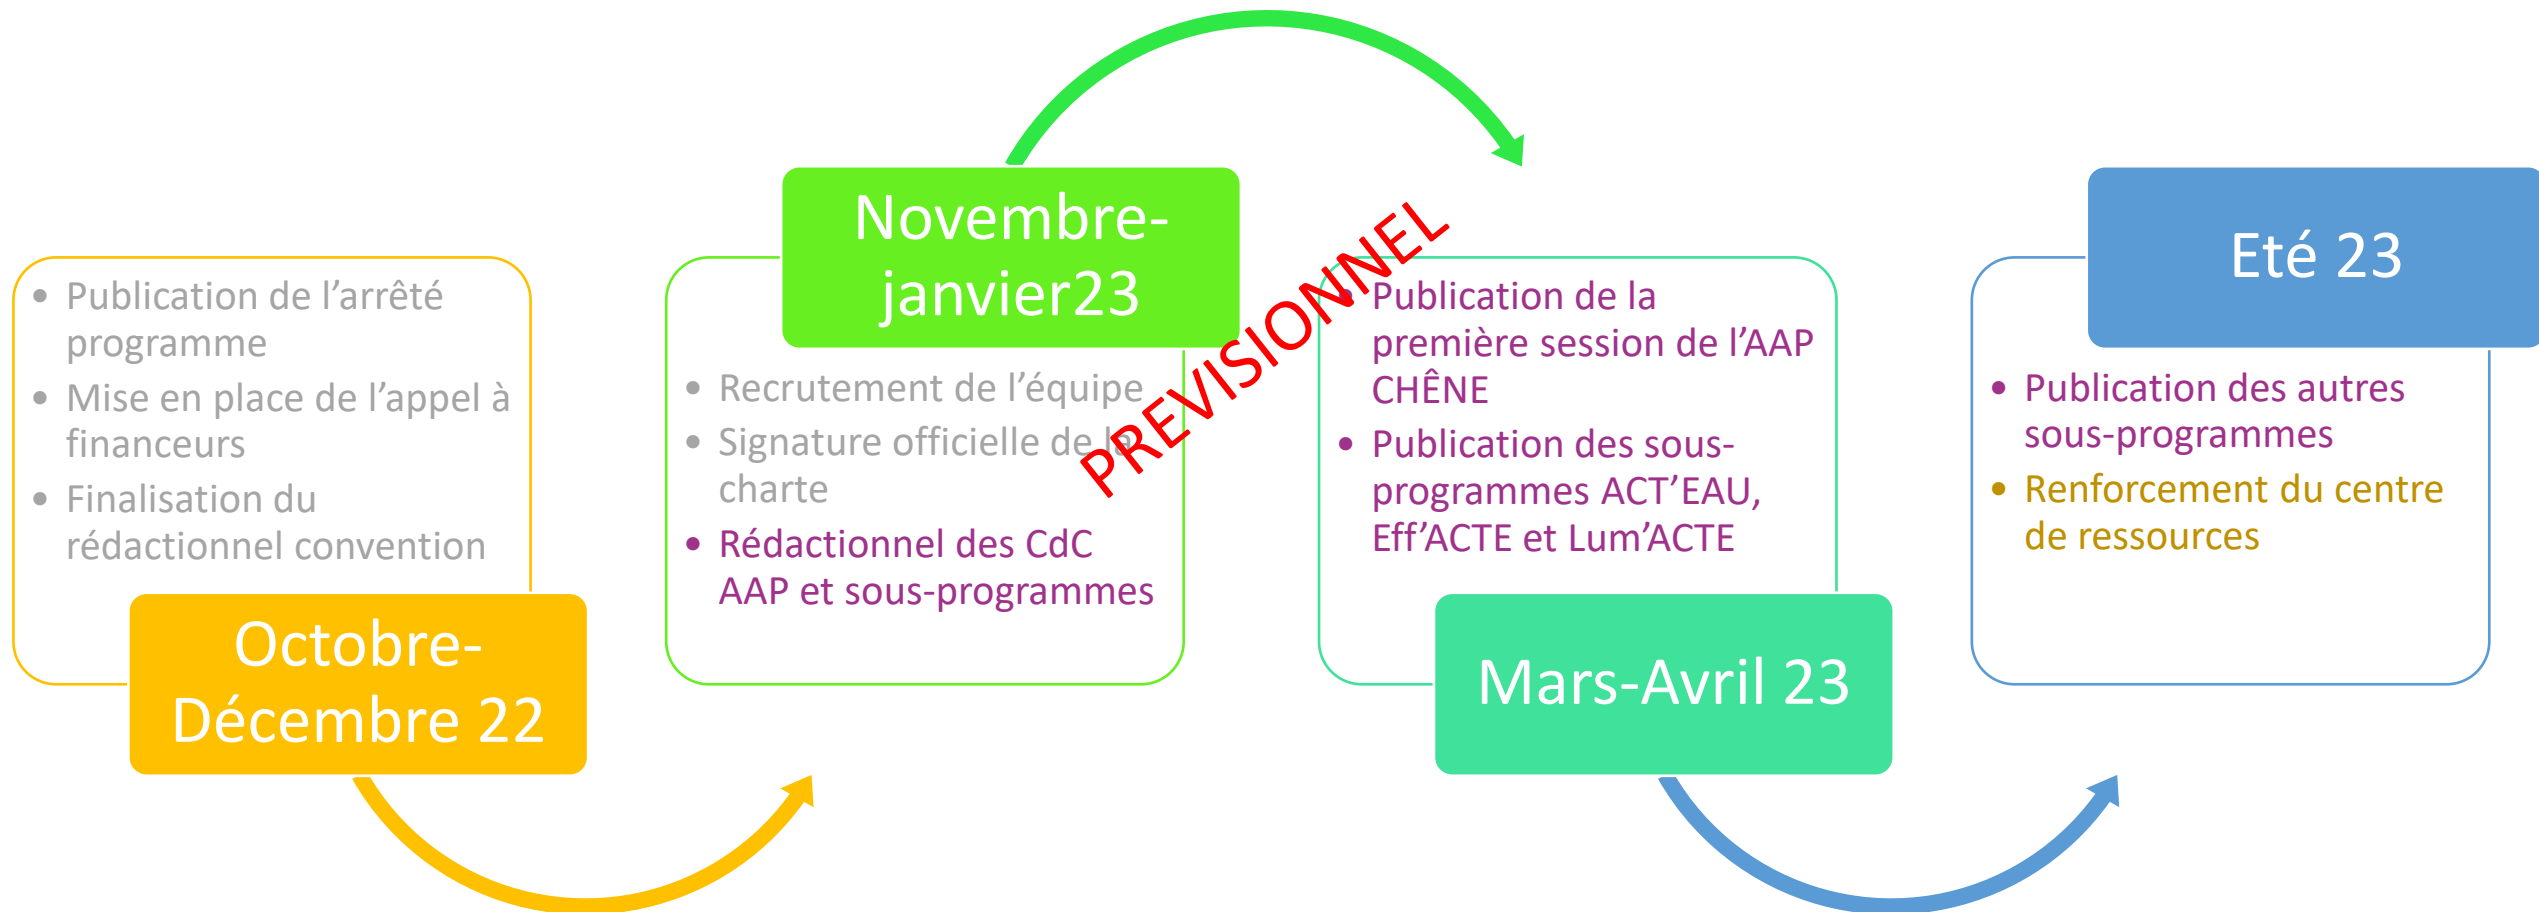 • Publication de l’arrêté
programme
• Mise en place de l’appel à
financeurs
• Finalisation du
rédactionnel convention
Octobre-
Décembre 22
Novembre-
janvier23
• Recrutement de l’équipe
• Signature officielle de la
charte
• Rédactionnel des CdC
AAP et sous-programmes
PREVISIONNEL
• Publication de la
première session de l’AAP
CHÊNE
• Publication des sous-
programmes ACT’EAU,
Eff’ACTE et Lum’ACTE
Mars-Avril 23
Eté 23
• Publication des autres
sous-programmes
• Renforcement du centre
de ressources